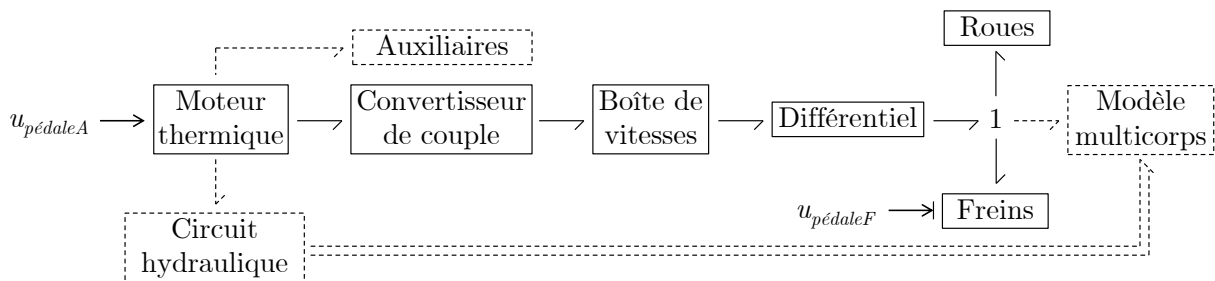 Roues
Auxiliaires
u_pédaleA
Moteur
thermique
Convertisseur
de couple
Boîte de
vitesses
Différentiel
1
Modèle
multicorps
u_pédaleF
Freins
Circuit
hydraulique